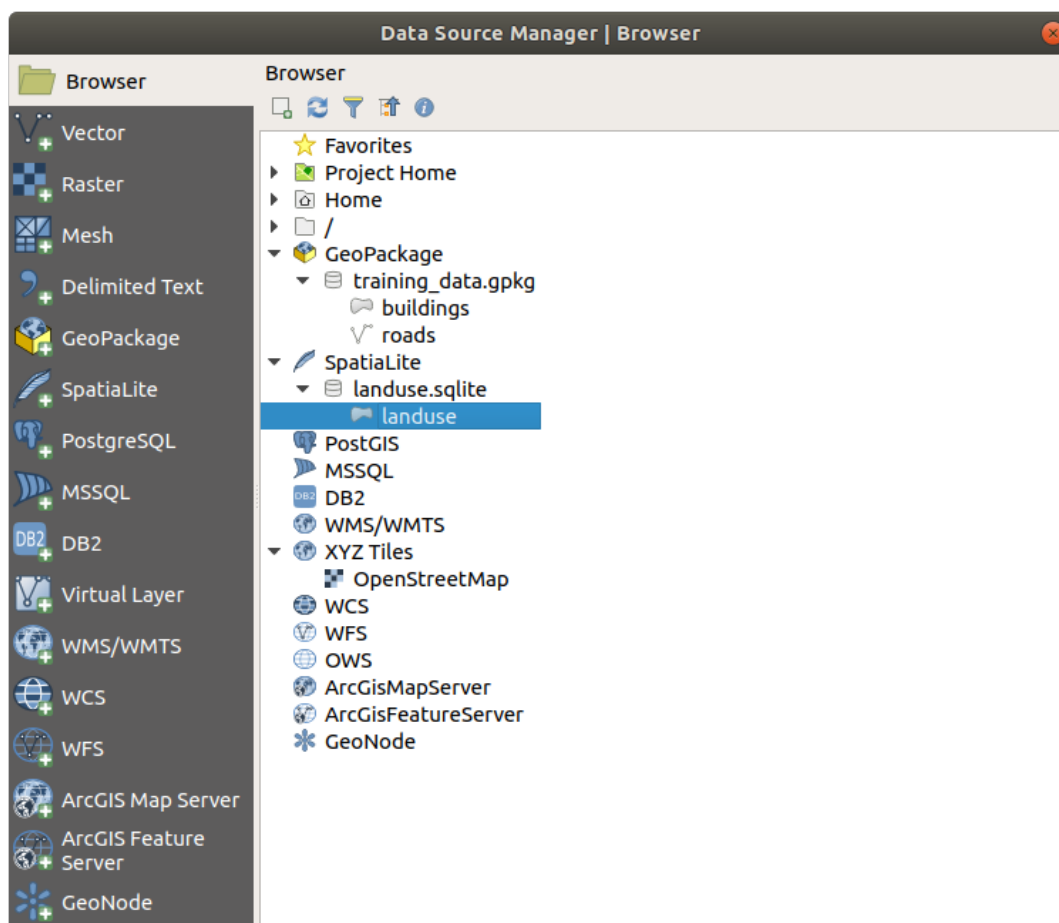 Data Source Manager | Browser
Browser
Vector
Raster
Mesh
Delimited Text
GeoPackage
SpatiaLite
PostgreSQL
MSSQL
DB2
DB2
Virtual Layer
WMS/WMTS
WCS
WFS
ArcGIS Map Server
ArcGIS Feature
Server
GeoNode
Browser
Favorites
Project Home
Home
/
GeoPackage
training_data.gpkg
buildings
roads
SpatiaLite
landuse.sqlite
landuse
PostGIS
MSSQL
DB2
DB2
WMS/WMTS
XYZ Tiles
OpenStreetMap
WCS
WFS
OWS
ArcGisMapServer
ArcGisFeatureServer
GeoNode